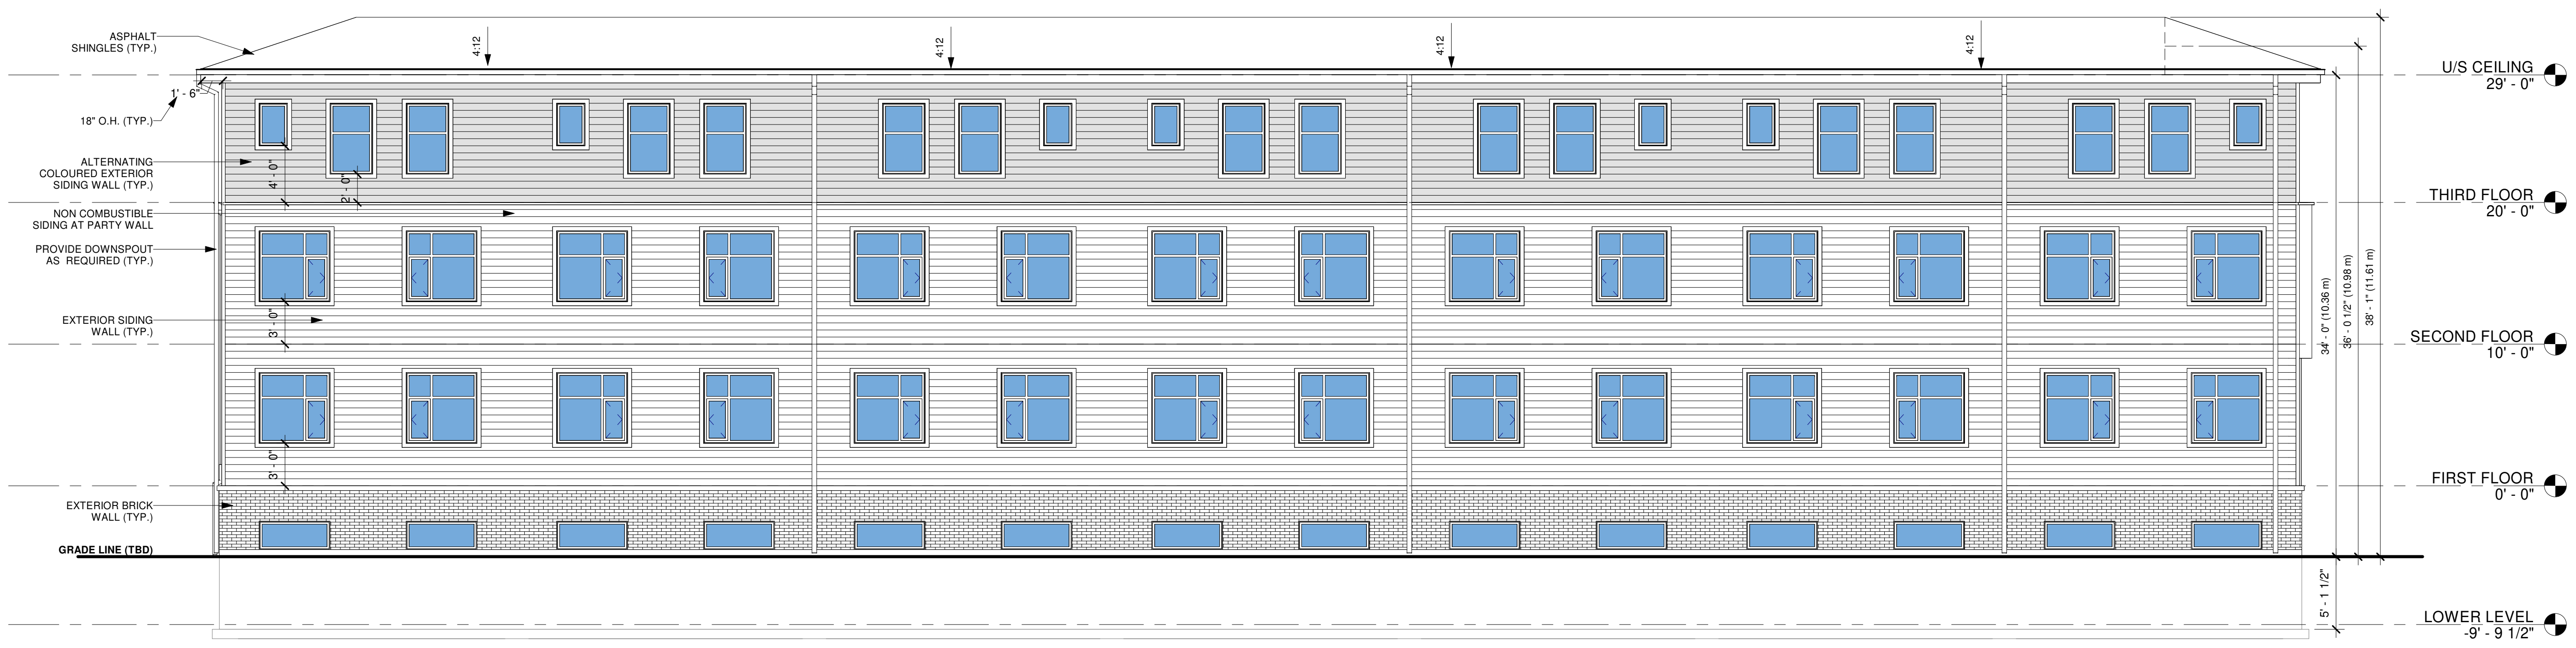 ASPHALT
SHINGLES (TYP.)
4:12
4:12
4:12
4:12
1' - 6"
18" O.H. (TYP.)
ALTERNATING
COLOURED EXTERIOR
SIDING WALL (TYP.)
4' - 0"
2' - 0"
NON COMBUSTIBLE
SIDING AT PARTY WALL
PROVIDE DOWNSPOUT
AS REQUIRED (TYP.)
EXTERIOR SIDING
WALL (TYP.)
3' - 0"
3' - 0"
EXTERIOR BRICK
WALL (TYP.)
GRADE LINE (TBD)
34' - 0" (10.36 m)
36' - 0 1/2" (10.98 m)
38' - 1" (11.61 m)
5' - 1 1/2"
U/S CEILING
29' - 0"
THIRD FLOOR
20' - 0"
SECOND FLOOR
10' - 0"
FIRST FLOOR
0' - 0"
LOWER LEVEL
-9' - 9 1/2"